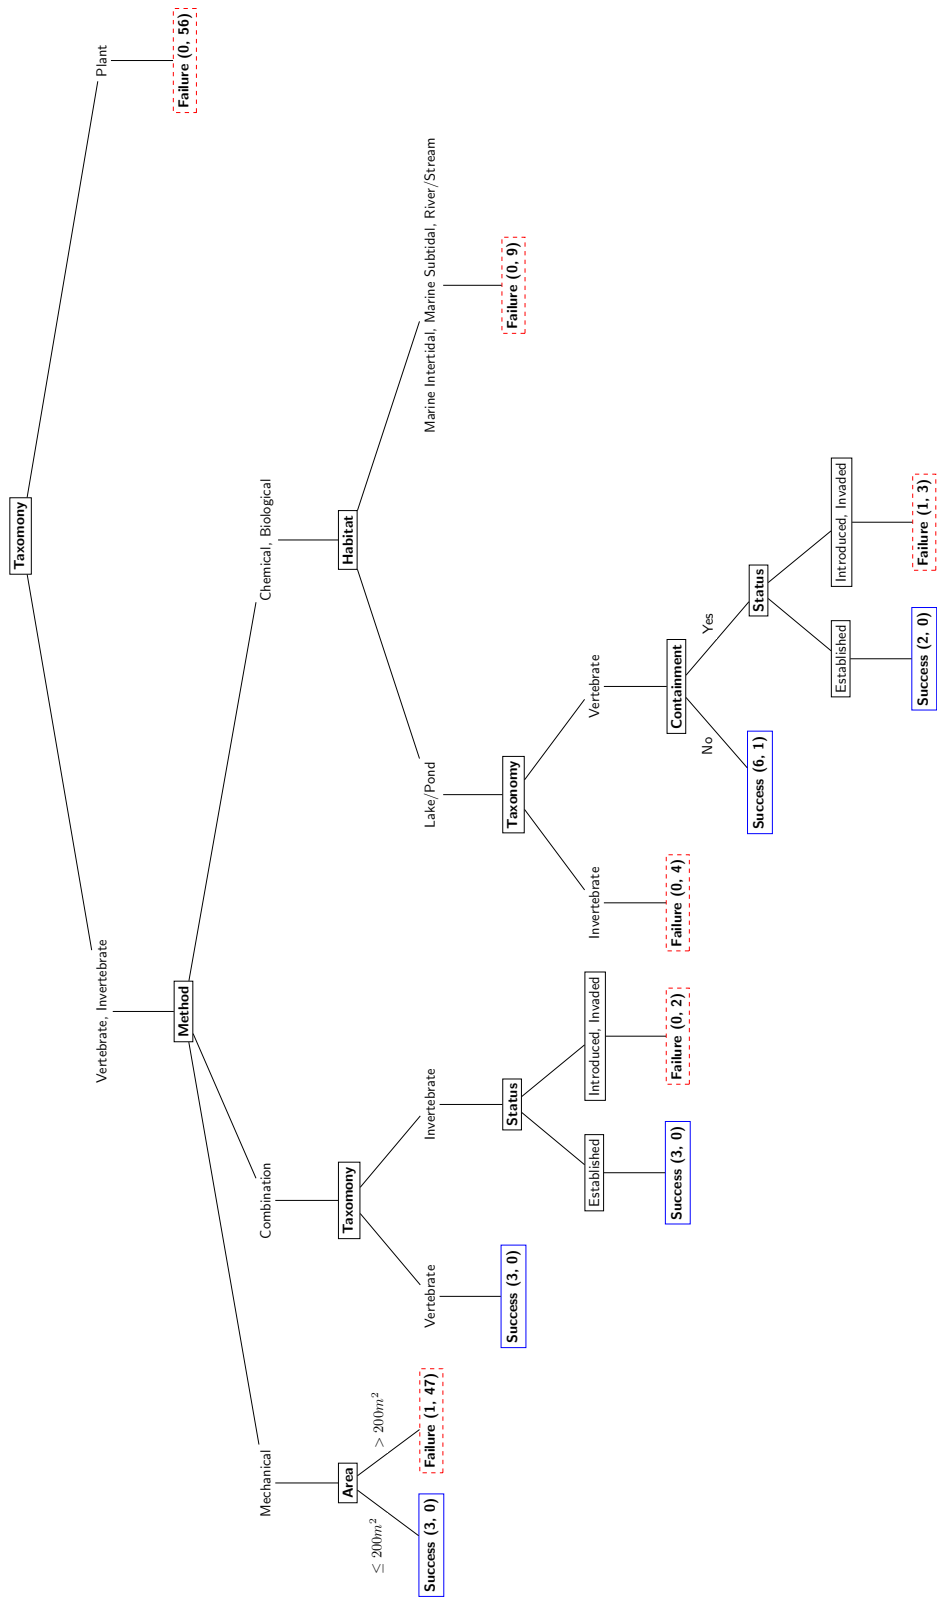 Taxomony
Vertebrate, Invertebrate
Plant
Method
Failure (0, 56)
Mechanical
Combination
Chemical, Biological
Area
Taxomony
Habitat
≤ 200m²
> 200m²
Success (3, 0)
Failure (1, 47)
Vertebrate
Invertebrate
Lake/Pond
Marine Intertidal, Marine Subtidal, River/Stream
Success (3, 0)
Status
Taxonomy
Failure (0, 9)
Established
Introduced, Invaded
Invertebrate
Vertebrate
Success (3, 0)
Failure (0, 2)
Failure (0, 4)
Containment
No
Yes
Success (6, 1)
Status
Established
Introduced, Invaded
Success (2, 0)
Failure (1, 3)